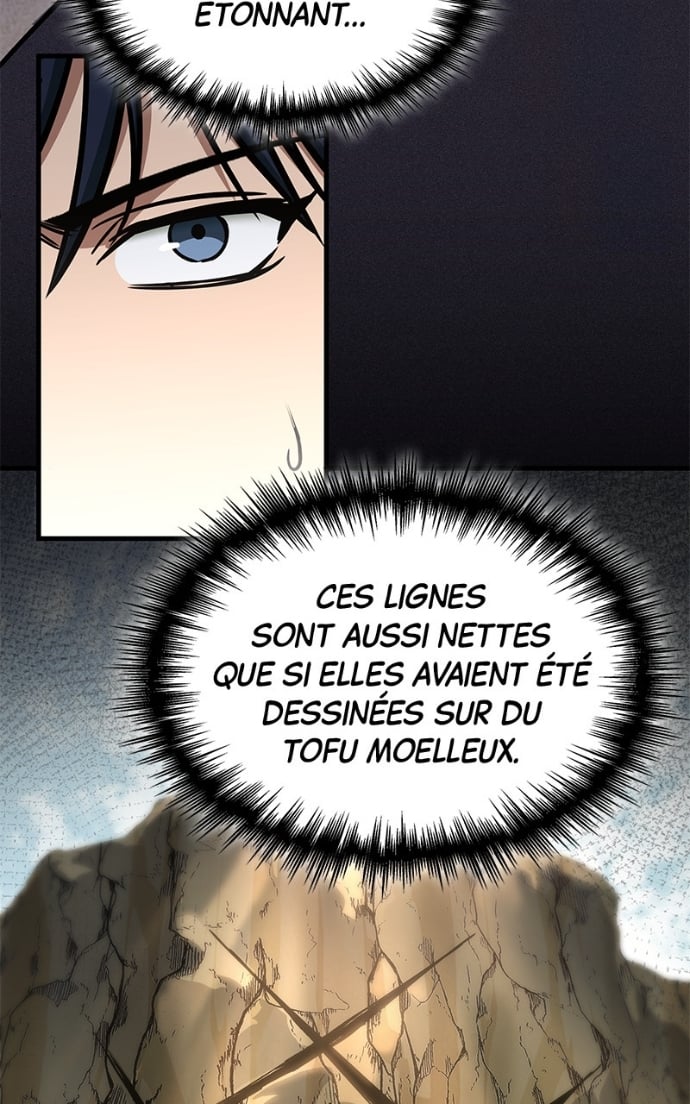 ÉTONNANT...
CES LIGNES
SONT AUSSI NETTES
QUE SI ELLES AVAIENT ÉTÉ
DESSINÉES SUR DU
TOFU MOELLEUX.